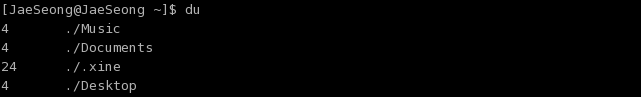 [JaeSeong@JaeSeong ~]$ du
4       ./Music
4       ./Documents
24      ./.xine
4       ./Desktop